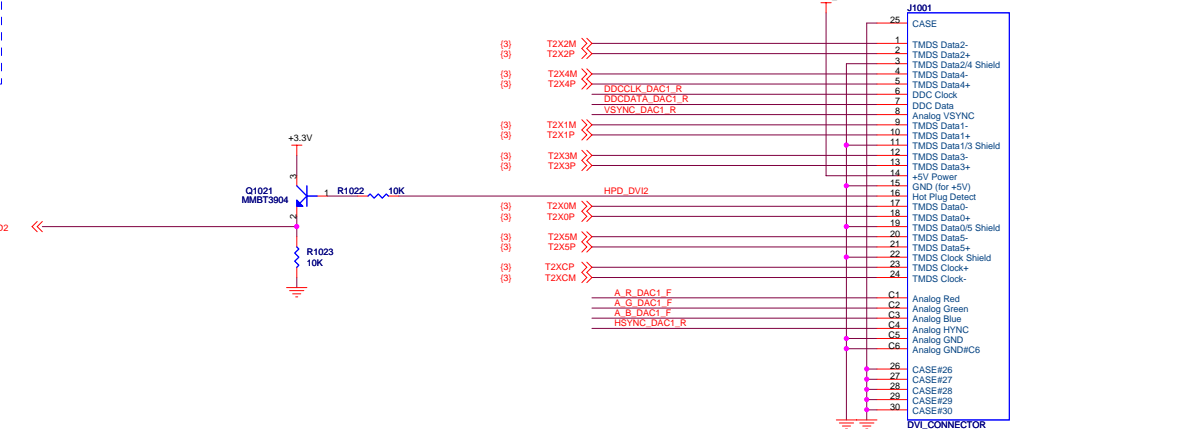 J1001
25 CASE
{3} T2X2M 1 TMDS Data2-
{3} T2X2P 2 TMDS Data2+
3 TMDS Data2/4 Shield
{3} T2X4M 4 TMDS Data4-
{3} T2X4P 5 TMDS Data4+
DDCCLK_DAC1_R 6 DDC Clock
DDCDATA_DAC1_R 7 DDC Data
VSYNC_DAC1_R 8 Analog VSYNC
{3} T2X1M 9 TMDS Data1-
{3} T2X1P 10 TMDS Data1+
11 TMDS Data1/3 Shield
{3} T2X3M 12 TMDS Data3-
{3} T2X3P 13 TMDS Data3+
14 +5V Power
15 GND (for +5V)
HPD_DVI2 16 Hot Plug Detect
{3} T2X0M 17 TMDS Data0-
{3} T2X0P 18 TMDS Data0+
19 TMDS Data0/5 Shield
{3} T2X5M 20 TMDS Data5-
{3} T2X5P 21 TMDS Data5+
22 TMDS Clock Shield
{3} T2XCP 23 TMDS Clock+
{3} T2XCM 24 TMDS Clock-
A_R_DAC1_F C1 Analog Red
A_G_DAC1_F C2 Analog Green
A_B_DAC1_F C3 Analog Blue
HSYNC_DAC1_R C4 Analog HYNC
C5 Analog GND
C6 Analog GND#C6
26 CASE#26
27 CASE#27
28 CASE#28
29 CASE#29
30 CASE#30
DVI_CONNECTOR
+3.3V
3
Q1021
MMBT3904
1 R1022 10K
2
R1023
10K